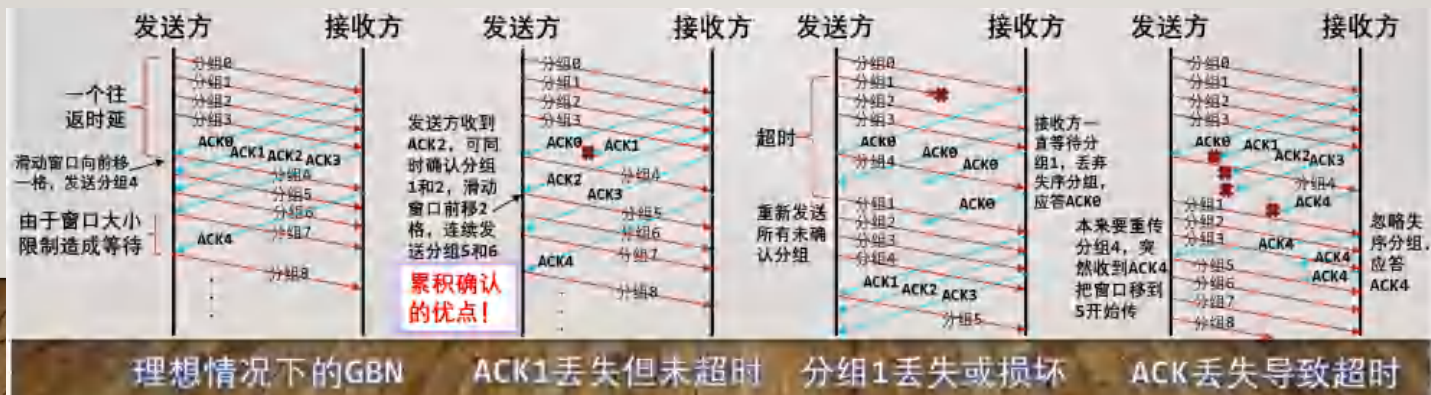 发送方
接收方
分组0
分组1
分组2
分组3
一个往
返时延
ACK0
ACK1
ACK2
ACK3
滑动窗口向前移
一格，发送分组4
分组4
分组5
分组6
分组7
由于窗口大小
限制造成等待
ACK4
分组8
理想情况下的GBN
发送方
接收方
分组0
分组1
分组2
分组3
发送方收到
ACK2，可同
时确认分组
1和2，滑动
窗口前移2
格，连续发
送分组5和6
累积确认
的优点！
ACK0
ACK1
分组4
ACK2
ACK3
分组5
分组6
分组7
ACK4
分组8
ACK1丢失但未超时
发送方
接收方
分组0
分组1
分组2
分组3
超时
ACK0
ACK0
ACK0
分组4
ACK0
接收方一
直等待分
组1，丢弃
失序分组，
应答ACK0
重新发送
所有未确
认分组
分组1
分组2
分组3
分组4
ACK1
ACK2
ACK3
分组5
分组1丢失或损坏
发送方
接收方
分组0
分组1
分组2
分组3
ACK0
ACK1
ACK2
ACK3
分组4
ACK4
分组1
分组2
分组3
本来要重传
分组4，突
然收到ACK4
把窗口移到
5开始传
ACK4
ACK4
ACK4
分组5
分组6
分组7
分组8
忽略失
序分组，
应答
ACK4
ACK丢失导致超时